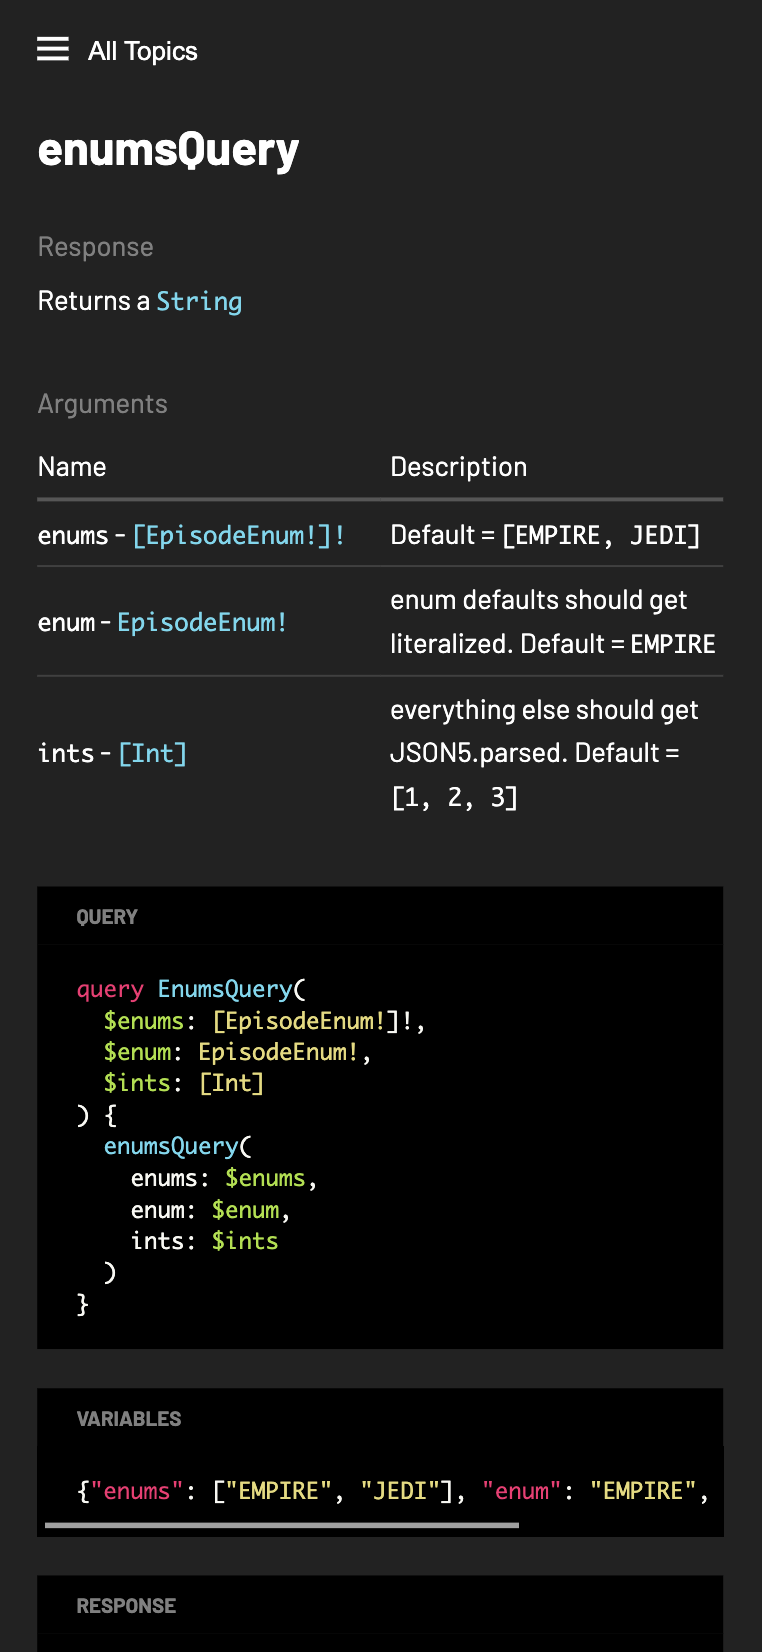 All Topics
enumsQuery
Response
Returns a String
Arguments
Name Description
enums - [EpisodeEnum!]! Default = [EMPIRE, JEDI]
enum - EpisodeEnum! enum defaults should get
literalized. Default = EMPIRE
ints - [Int] everything else should get
JSON5.parsed. Default =
[1, 2, 3]
QUERY
query EnumsQuery(
  $enums: [EpisodeEnum!]!,
  $enum: EpisodeEnum!,
  $ints: [Int]
) {
  enumsQuery(
    enums: $enums,
    enum: $enum,
    ints: $ints
  )
}
VARIABLES
{"enums": ["EMPIRE", "JEDI"], "enum": "EMPIRE",
RESPONSE